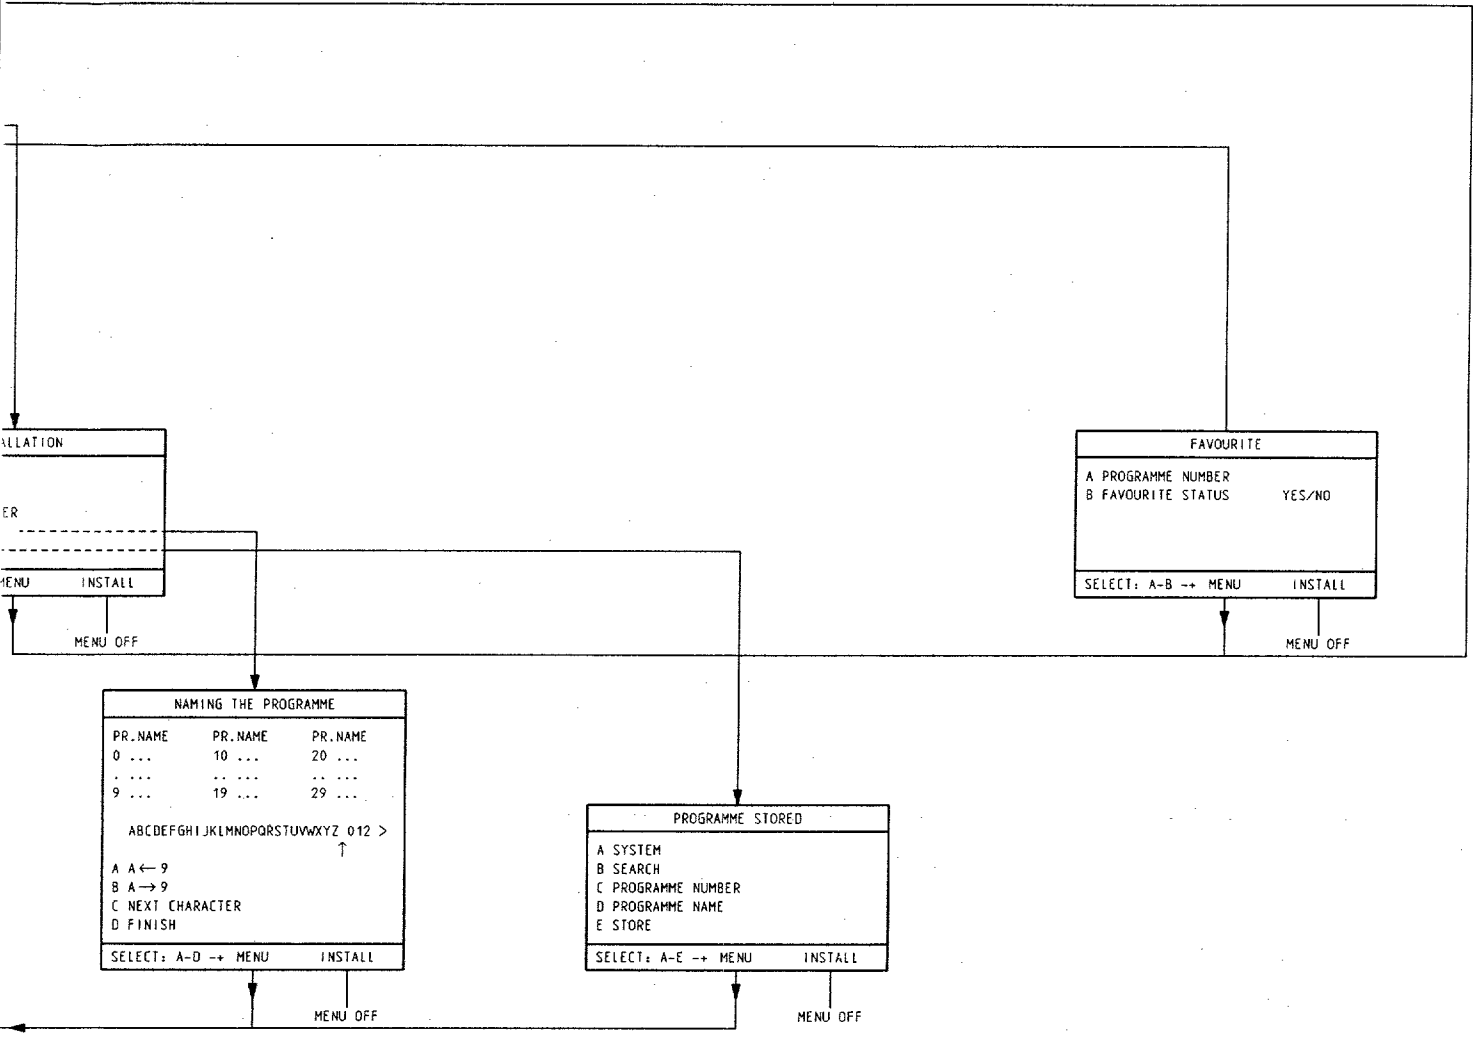 ALLATION
ER
MENU INSTALL
MENU OFF
FAVOURITE
A PROGRAMME NUMBER
B FAVOURITE STATUS YES/NO
SELECT: A-B -+ MENU INSTALL
MENU OFF
NAMING THE PROGRAMME
PR.NAME PR.NAME PR.NAME
0 ... 10 ... 20 ...
. ... .. ... .. ...
9 ... 19 ... 29 ...
ABCDEFGHIJKLMNOPQRSTUVWXYZ 012 >
↑
A A←9
B A→9
C NEXT CHARACTER
D FINISH
SELECT: A-D -+ MENU INSTALL
MENU OFF
PROGRAMME STORED
A SYSTEM
B SEARCH
C PROGRAMME NUMBER
D PROGRAMME NAME
E STORE
SELECT: A-E -+ MENU INSTALL
MENU OFF